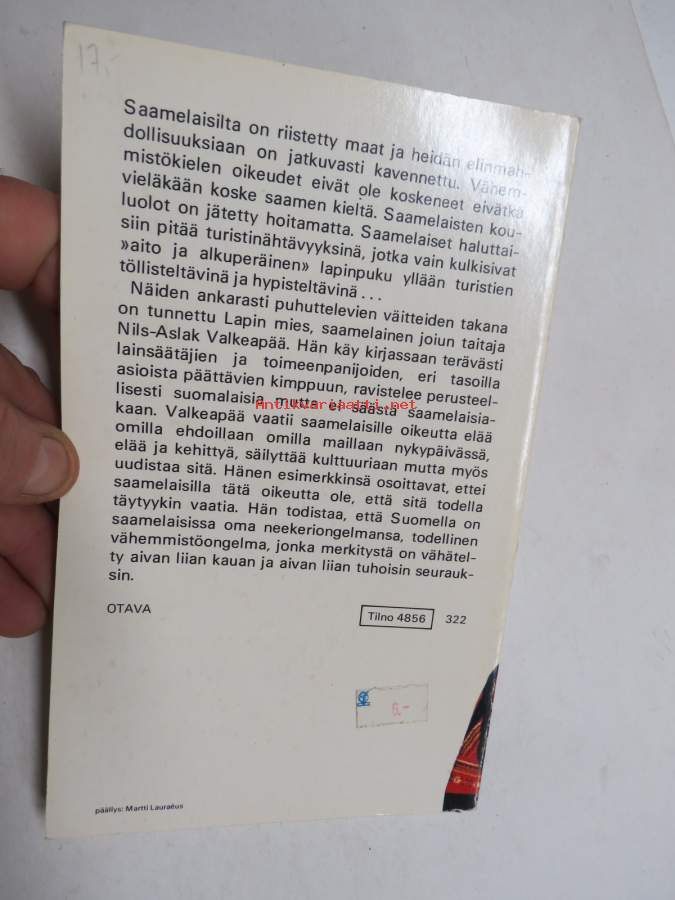 17,-
Saamelaisilta on riistetty maat ja heidän elinmah-
dollisuuksiaan on jatkuvasti kavennettu. Vähem-
mistökielen oikeudet eivät ole koskeneet eivätkä
vieläkään koske saamen kieltä. Saamelaisten kou-
luolot on jätetty hoitamatta. Saamelaiset haluttai-
siin pitää turistinähtävyyksinä, jotka vain kulkisivat
»aito ja alkuperäinen» lapinpuku yllään turistien
töllisteltävinä ja hypisteltävinä . . .
Näiden ankarasti puhuttelevien väitteiden takana
on tunnettu Lapin mies, saamelainen joiun taitaja
Nils-Aslak Valkeapää. Hän käy kirjassaan terävästi
lainsäätäjien ja toimeenpanijoiden, eri tasoilla
asioista päättävien kimppuun, ravistelee perusteel-
lisesti suomalaisia mutta ei säästä saamelaisia-
kaan. Valkeapää vaatii saamelaisille oikeutta elää
omilla ehdoillaan omilla maillaan nykypäivässä,
elää ja kehittyä, säilyttää kulttuuriaan mutta myös
uudistaa sitä. Hänen esimerkkinsä osoittavat, ettei
saamelaisilla tätä oikeutta ole, että sitä todella
täytyykin vaatia. Hän todistaa, että Suomella on
saamelaisissa oma neekeriongelmansa, todellinen
vähemmistöongelma, jonka merkitystä on vähätel-
ty aivan liian kauan ja aivan liian tuhoisin seurauk-
sin.
Antikvariaatti.net
OTAVA
Tilno 4856 322
6,-
päällys: Martti Lauraéus